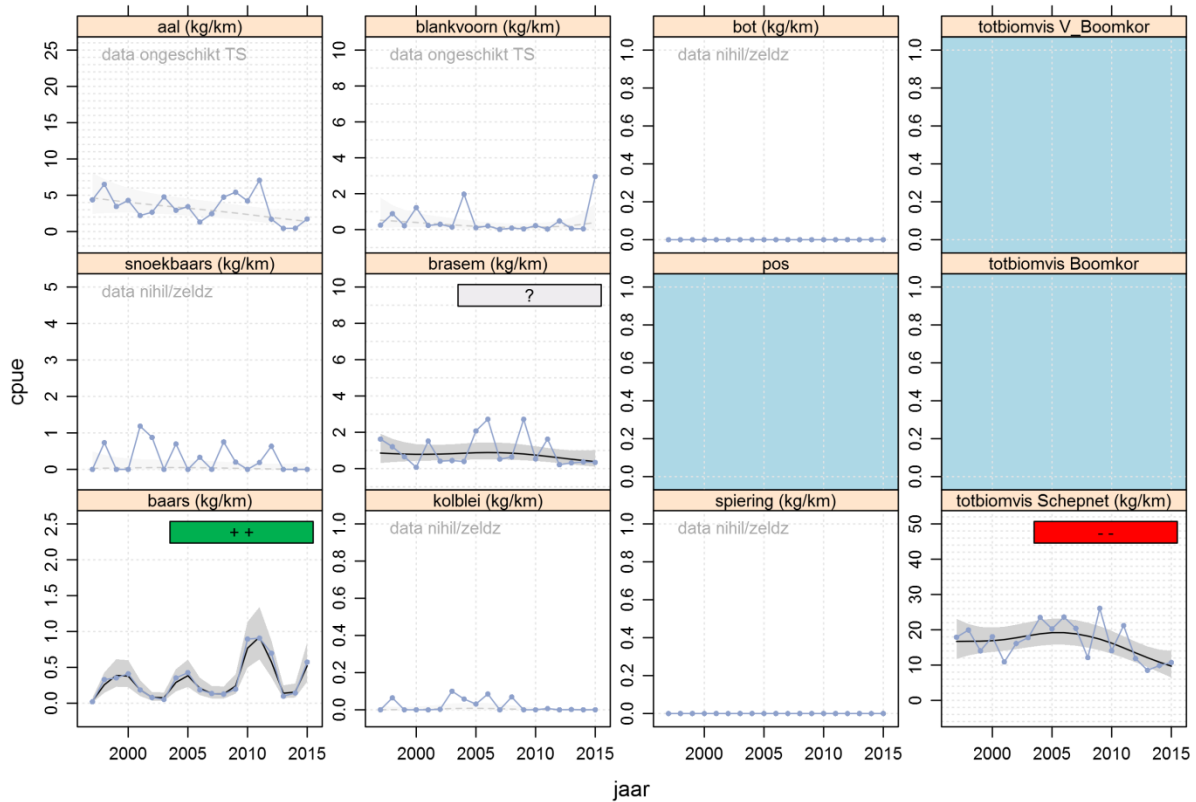 aal (kg/km)
blankvoorn (kg/km)
bot (kg/km)
totbiomvis V_Boomkor
data ongeschikt TS
data ongeschikt TS
data nihil/zeldz
0 5 10 15 20 25
0 2 4 6 8 10
0.0 0.2 0.4 0.6 0.8 1.0
0.0 0.2 0.4 0.6 0.8 1.0
snoekbaars (kg/km)
brasem (kg/km)
pos
totbiomvis Boomkor
data nihil/zeldz
?
0 1 2 3 4 5
0 2 4 6 8 10
0.0 0.2 0.4 0.6 0.8 1.0
0.0 0.2 0.4 0.6 0.8 1.0
cpue
baars (kg/km)
kolblei (kg/km)
spiering (kg/km)
totbiomvis Schepnet (kg/km)
+ +
data nihil/zeldz
data nihil/zeldz
- -
0.0 0.5 1.0 1.5 2.0 2.5
0.0 0.2 0.4 0.6 0.8 1.0
0.0 0.2 0.4 0.6 0.8 1.0
0 10 20 30 40 50
2000 2005 2010 2015
2000 2005 2010 2015
2000 2005 2010 2015
2000 2005 2010 2015
jaar